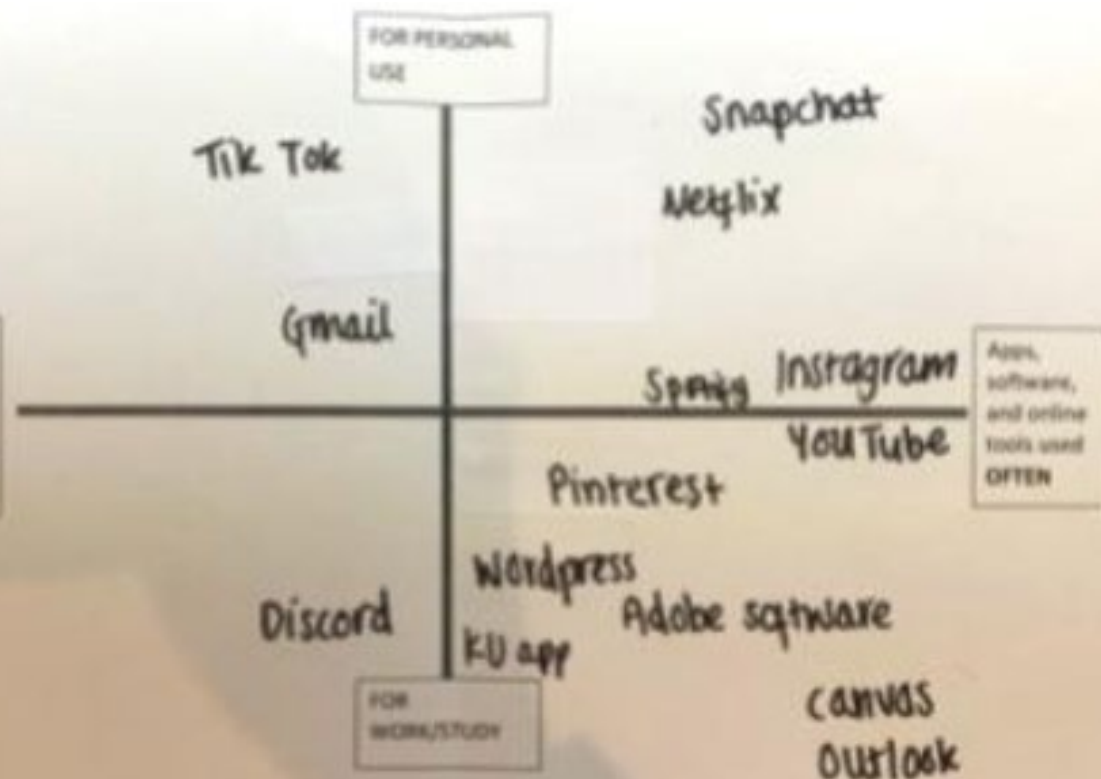 FOR PERSONAL
USE
Snapchat
Tik Tok
Netflix
Gmail
Spotify
Instagram
Apps,
software,
and online
tools used
OFTEN
YouTube
Pinterest
Wordpress
Discord
Adobe software
KU app
FOR
WORK/STUDY
canvas
Outlook